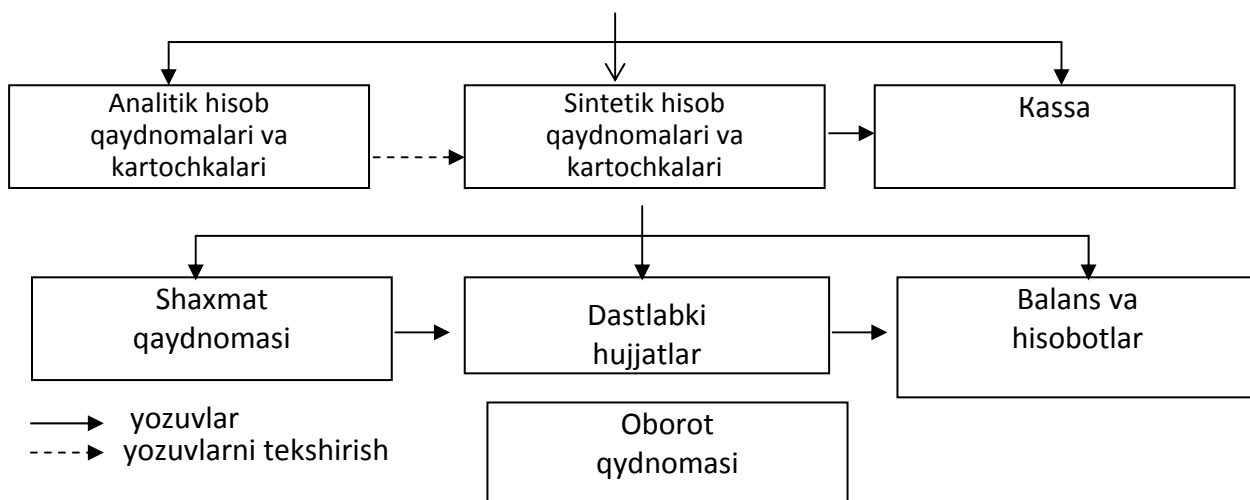 Analitik hisob
qaydnomalari va
kartochkalari
Sintetik hisob
qaydnomalari va
kartochkalari
Kassa
Shaxmat
qaydnomasi
Dastlabki
hujjatlar
Balans va
hisobotlar
yozuvlar
yozuvlarni tekshirish
Oborot
qydnomasi